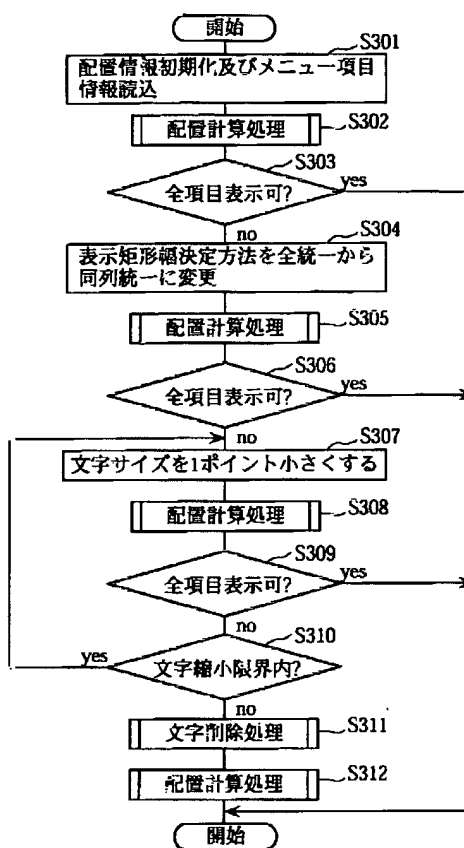 開始
S301
配置情報初期化及びメニュー項目
情報読込
配置計算処理
S302
S303
全項目表示可?
yes
no
S304
表示矩形幅決定方法を全統一から
同列統一に変更
配置計算処理
S305
S306
全項目表示可?
yes
no
S307
文字サイズを1ポイント小さくする
配置計算処理
S308
S309
全項目表示可?
yes
no
S310
yes
文字縮小限界内?
no
文字削除処理
S311
配置計算処理
S312
開始